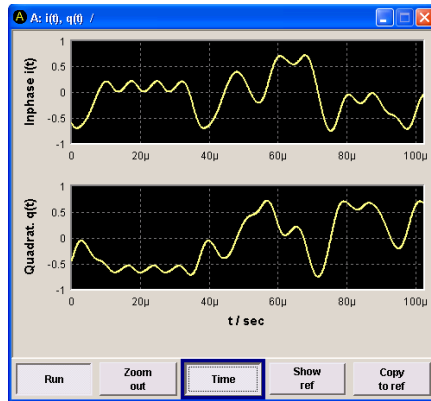 A A: i(t), q(t) /
Inphase i(t)
1
0.5
0
-0.5
-1
0 20µ 40µ 60µ 80µ 100µ
Quadrat. q(t)
1
0.5
0
-0.5
-1
0 20µ 40µ 60µ 80µ 100µ
t / sec
Run
Zoom
out
Time
Show
ref
Copy
to ref